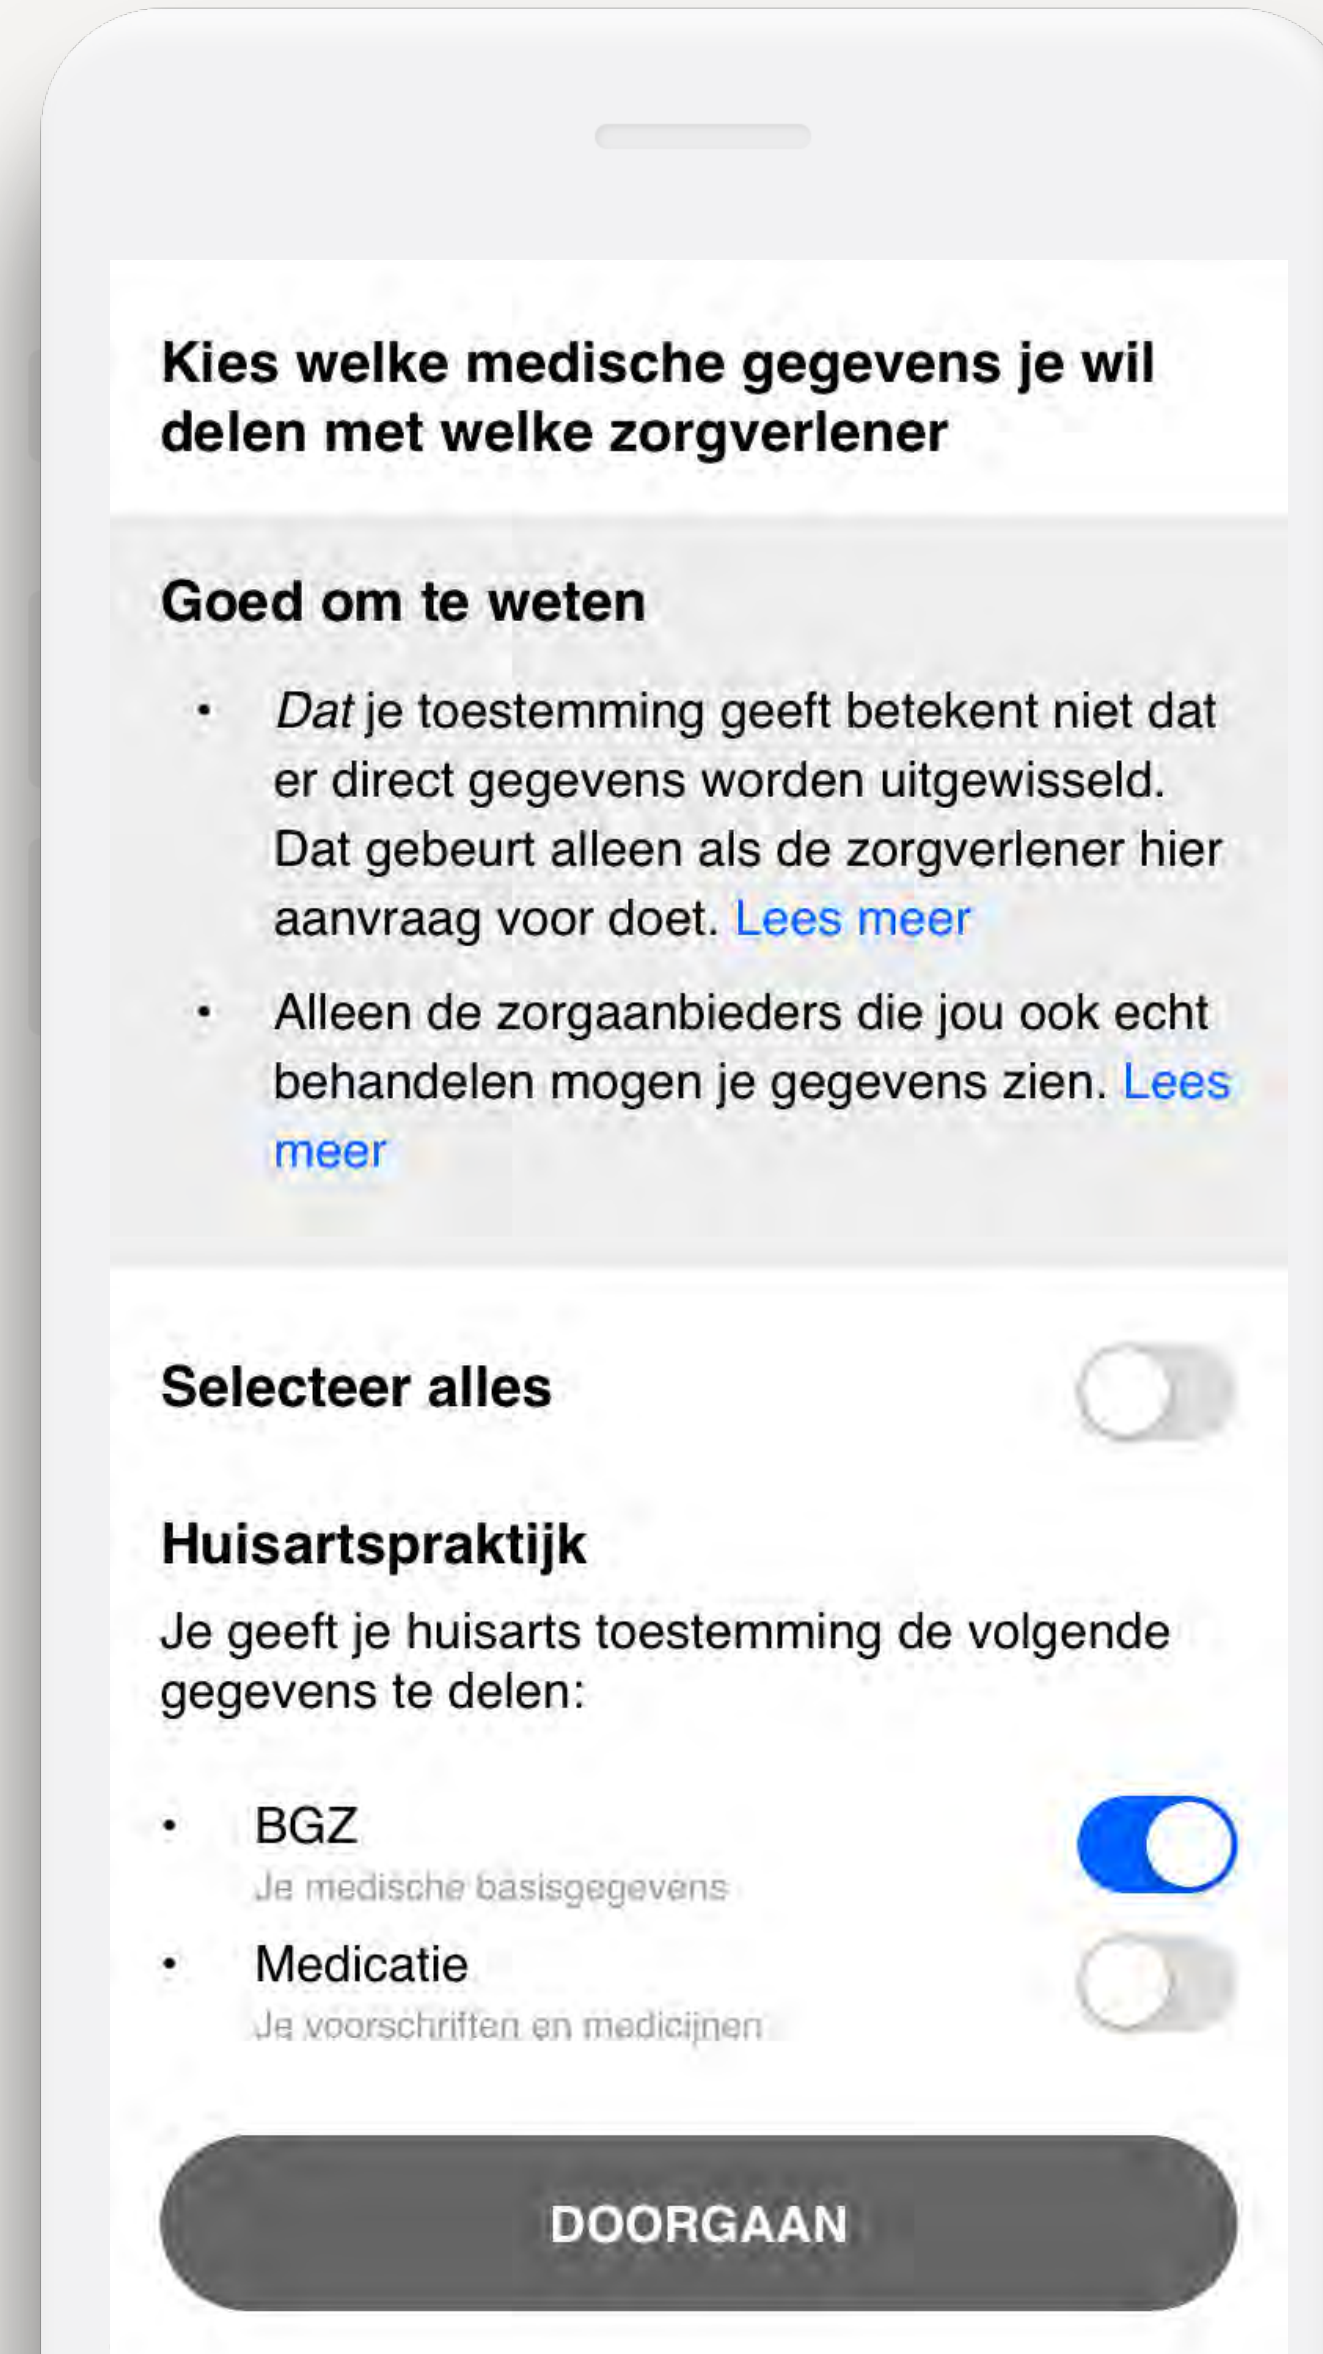 Kies welke medische gegevens je wil
delen met welke zorgverlener
Goed om te weten
• Dat je toestemming geeft betekent niet dat
er direct gegevens worden uitgewisseld.
Dat gebeurt alleen als de zorgverlener hier
aanvraag voor doet. Lees meer
• Alleen de zorgaanbieders die jou ook echt
behandelen mogen je gegevens zien. Lees
meer
Selecteer alles
Huisartspraktijk
Je geeft je huisarts toestemming de volgende
gegevens te delen:
• BGZ
Je medische basisgegevens
• Medicatie
Je voorschriften en medicijnen
DOORGAAN